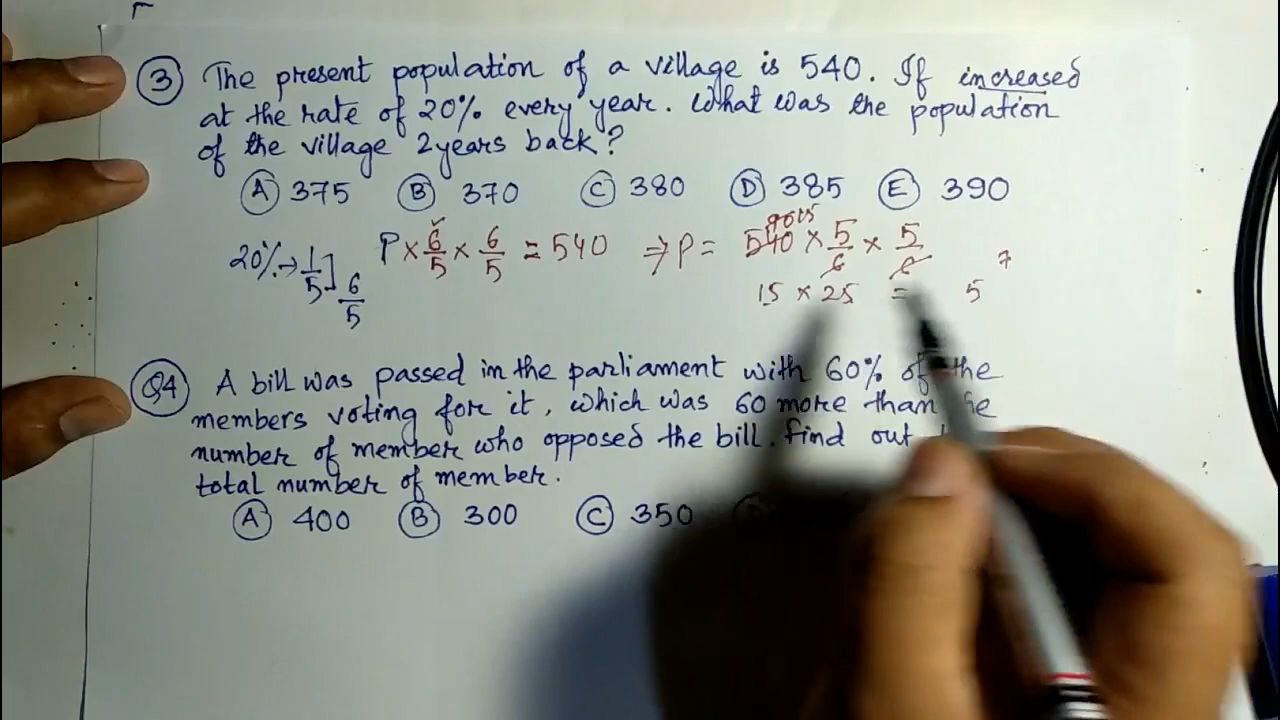 ③ The present population of a village is 540. If increased
at the rate of 20% every year. What was the population
of the village 2years back?
Ⓐ 375 Ⓑ 370 Ⓒ 380 Ⓓ 385 Ⓔ 390
20%→1/5] 6/5 P×6/5×6/5=540 ⇒P= 540×5/6×5/6
90 15
15×25 = 5 7
Q4 A bill was passed in the parliament with 60% of the
members voting for it, which was 60 more than
number of member who opposed the bill. find out
total number of member.
Ⓐ 400 Ⓑ 300 Ⓒ 350